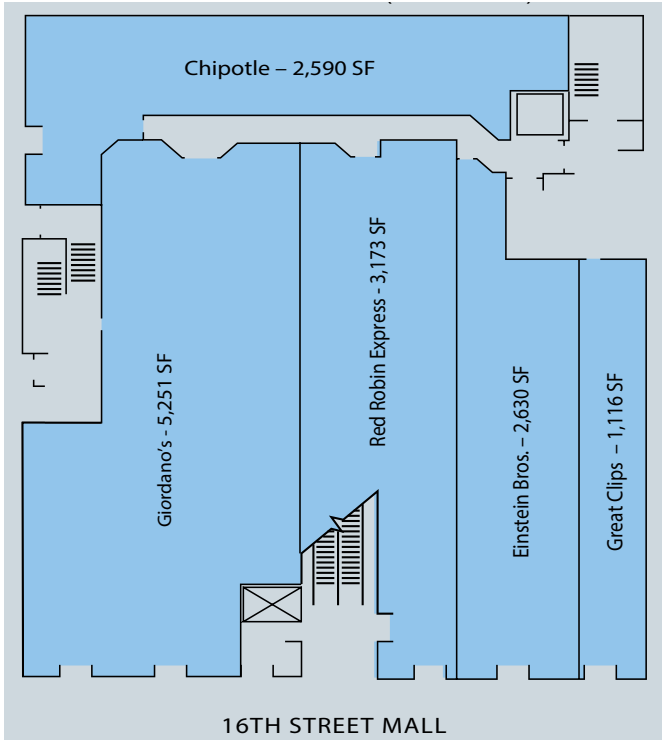 Chipotle – 2,590 SF
Giordano's - 5,251 SF
Red Robin Express - 3,173 SF
Einstein Bros. – 2,630 SF
Great Clips – 1,116 SF
16TH STREET MALL